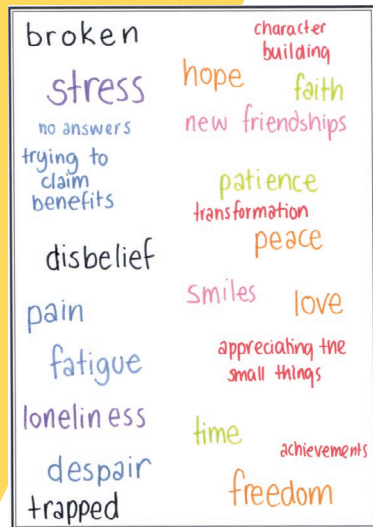 broken
stress
no answers
trying to
claim
benefits
disbelief
pain
fatigue
loneliness
despair
trapped
character
building
hope
faith
new friendships
patience
transformation
peace
smiles
love
appreciating the
small things
time
achievements
freedom